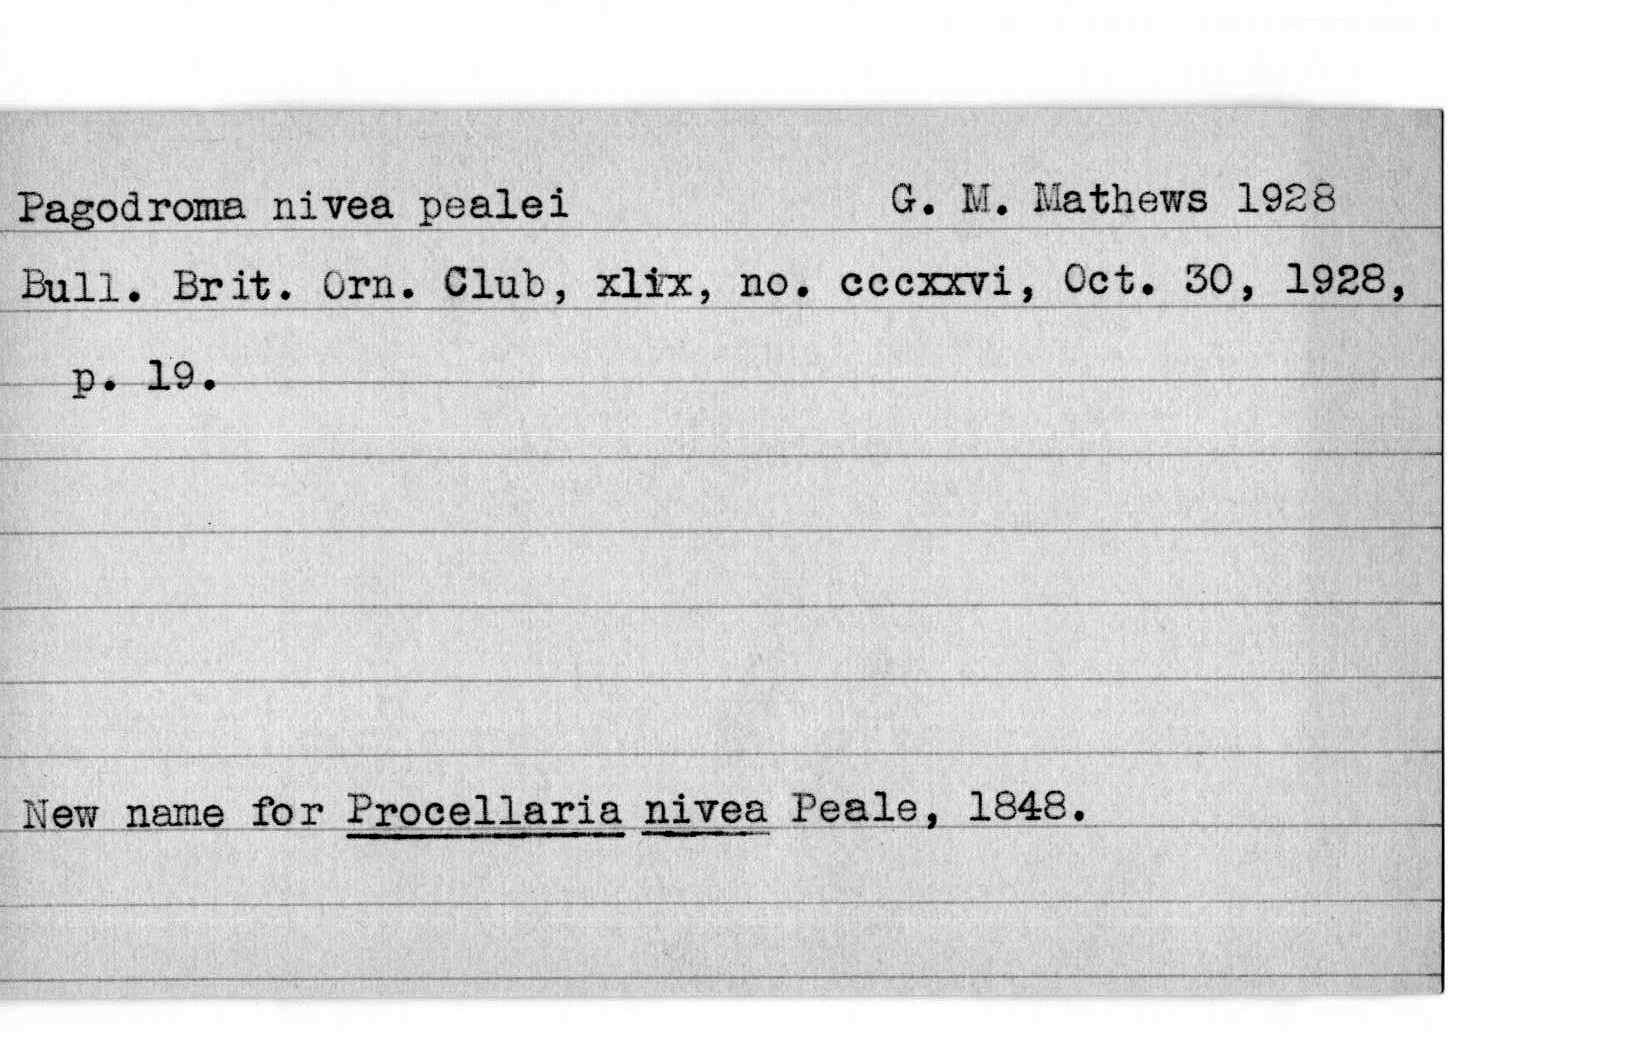 Pagodroma nivea pealei G. M. Mathews 1928
Bull. Brit. Orn. Club, xlix, no. cccxxvi, Oct. 30, 1928,
p. 19.
New name for Procellaria nivea Peale, 1848.